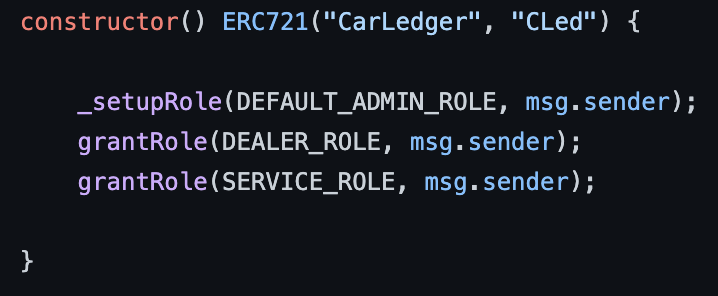 constructor() ERC721("CarLedger", "CLed") {
_setupRole(DEFAULT_ADMIN_ROLE, msg.sender);
grantRole(DEALER_ROLE, msg.sender);
grantRole(SERVICE_ROLE, msg.sender);
}